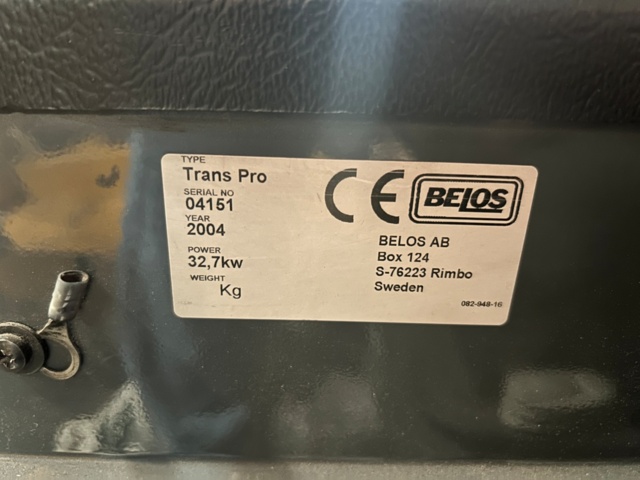 TYPE
Trans Pro
SERIAL NO
04151
YEAR
2004
POWER
32,7kw
WEIGHT
Kg
CE
BELOS
BELOS AB
Box 124
S-76223 Rimbo
Sweden
082-948-16